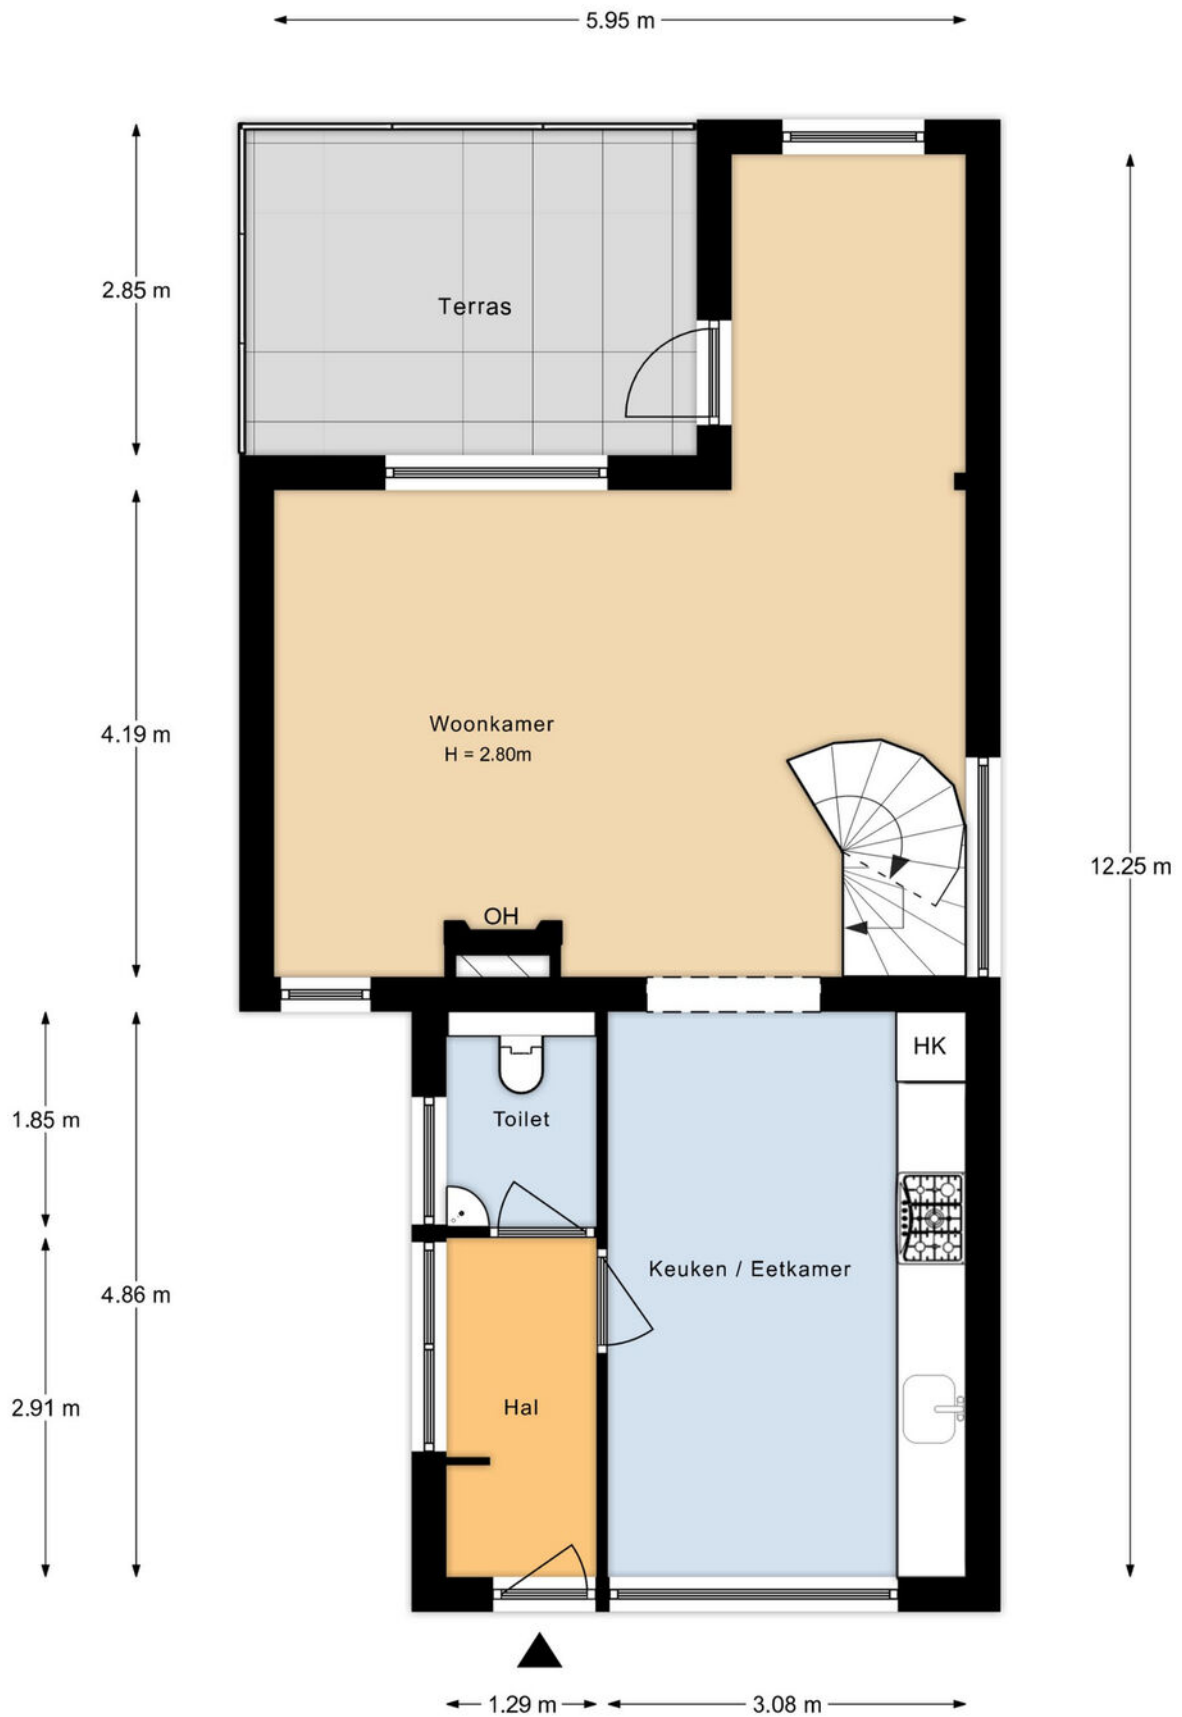 5.95 m
2.85 m
Terras
4.19 m
Woonkamer
H = 2.80m
12.25 m
OH
HK
1.85 m
Toilet
4.86 m
Keuken / Eetkamer
2.91 m
Hal
1.29 m
3.08 m